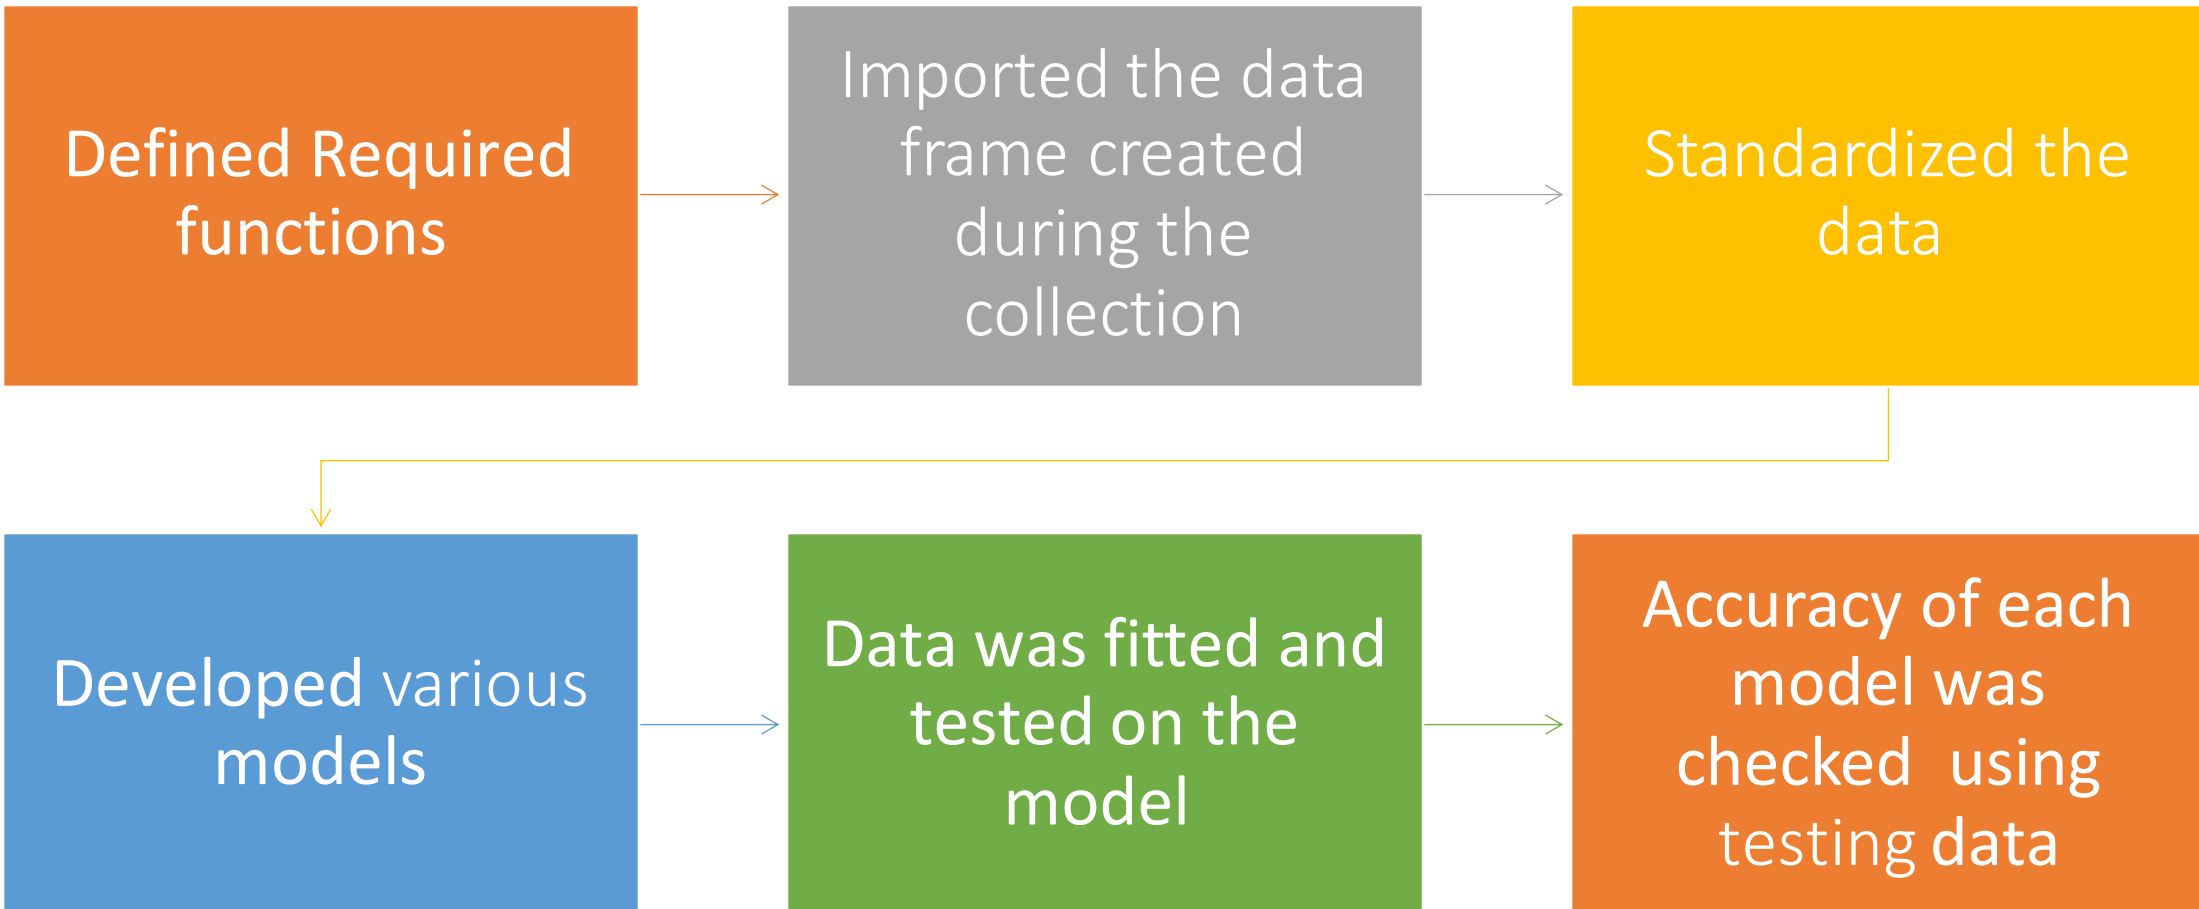 Defined Required
functions
Imported the data
frame created
during the
collection
Standardized the
data
Developed various
models
Data was fitted and
tested on the
model
Accuracy of each
model was
checked  using
testing data